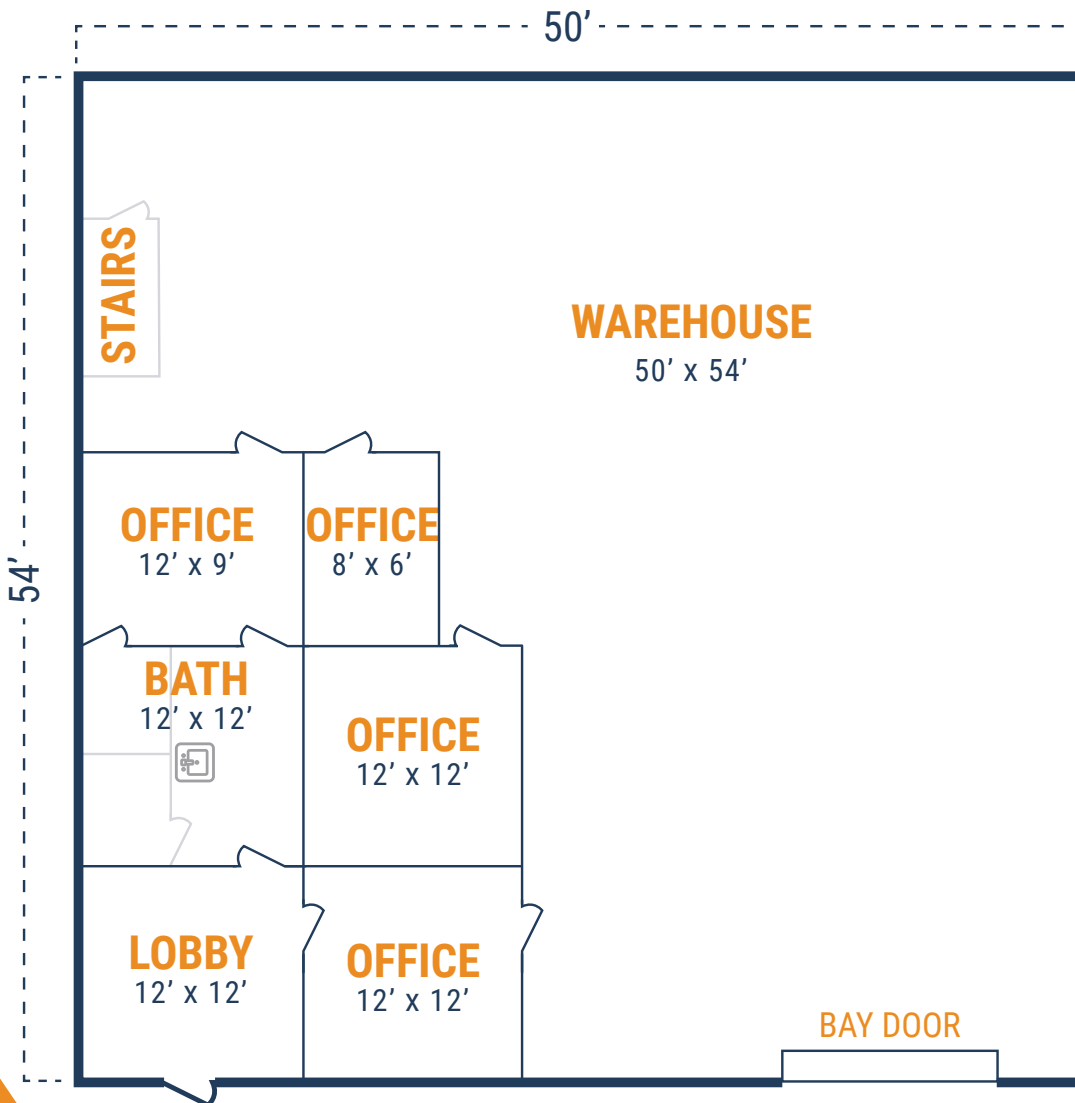 50’
54’
STAIRS
WAREHOUSE
50’ x 54’
OFFICE
12’ x 9’
OFFICE
8’ x 6’
BATH
12’ x 12’
OFFICE
12’ x 12’
LOBBY
12’ x 12’
OFFICE
12’ x 12’
BAY DOOR